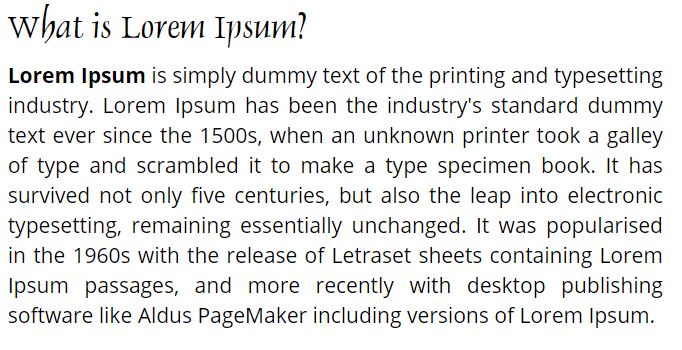 What is Lorem Ipsum?
Lorem Ipsum is simply dummy text of the printing and typesetting
industry. Lorem Ipsum has been the industry's standard dummy
text ever since the 1500s, when an unknown printer took a galley
of type and scrambled it to make a type specimen book. It has
survived not only five centuries, but also the leap into electronic
typesetting, remaining essentially unchanged. It was popularised
in the 1960s with the release of Letraset sheets containing Lorem
Ipsum passages, and more recently with desktop publishing
software like Aldus PageMaker including versions of Lorem Ipsum.